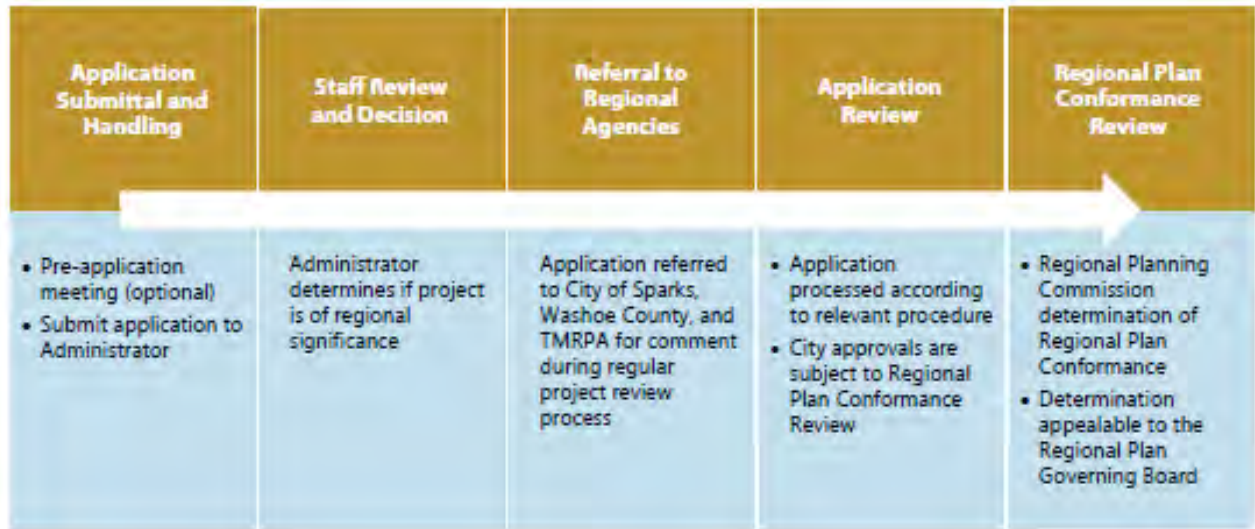 Application
Submittal and
Handling
Staff Review
and Decision
Referral to
Regional
Agencies
Application
Review
Regional Plan
Conformance
Review
• Pre-application
meeting (optional)
• Submit application to
Administrator
Administrator
determines if project
is of regional
significance
Application referred
to City of Sparks,
Washoe County, and
TMRPA for comment
during regular
project review
process
• Application
processed according
to relevant procedure
• City approvals are
subject to Regional
Plan Conformance
Review
• Regional Planning
Commission
determination of
Regional Plan
Conformance
• Determination
appealable to the
Regional Plan
Governing Board